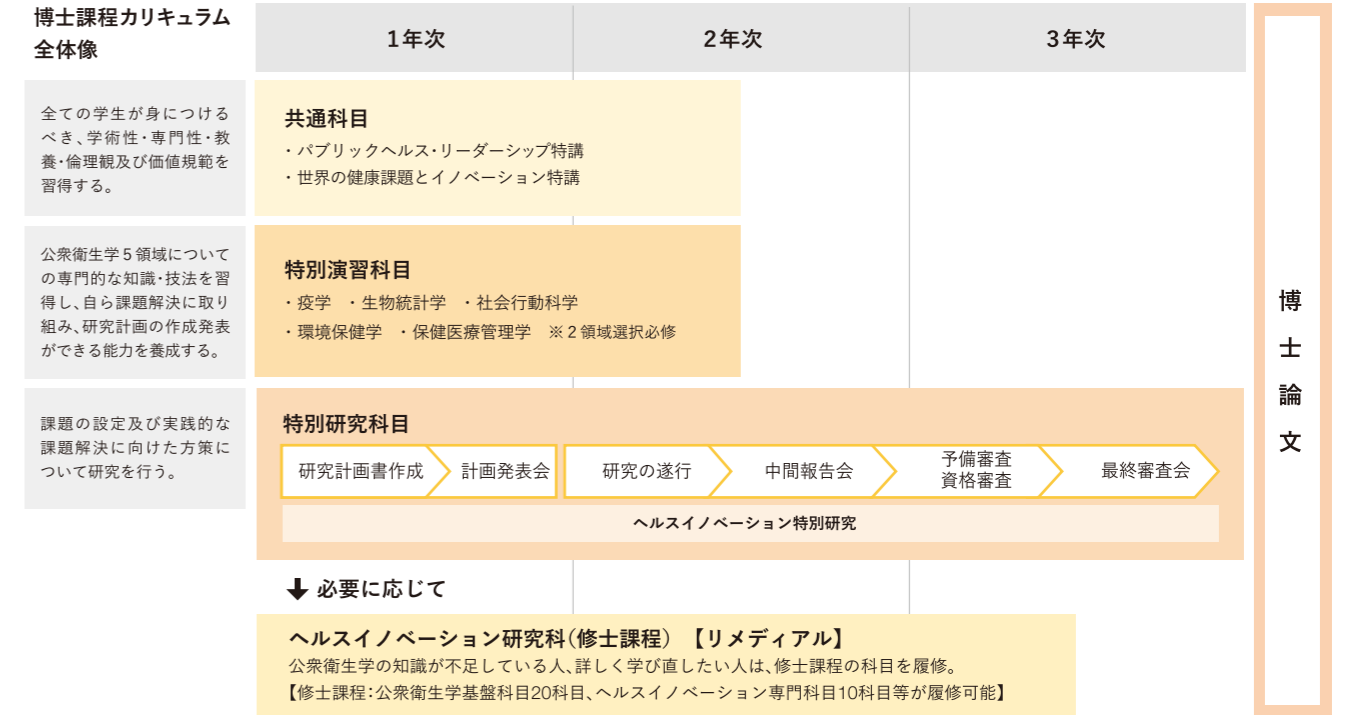 博士課程カリキュラム
全体像
1年次
2年次
3年次
全ての学生が身につける
べき、学術性・専門性・教
養・倫理観及び価値規範を
習得する。
共通科目
・パブリックヘルス・リーダーシップ特講
・世界の健康課題とイノベーション特講
公衆衛生学5領域について
の専門的な知識・技法を習
得し、自ら課題解決に取り
組み、研究計画の作成発表
ができる能力を養成する。
特別演習科目
・疫学 ・生物統計学 ・社会行動科学
・環境保健学 ・保健医療管理学 ※2領域選択必修
課題の設定及び実践的な
課題解決に向けた方策に
ついて研究を行う。
特別研究科目
研究計画書作成
計画発表会
研究の遂行
中間報告会
予備審査
資格審査
最終審査会
ヘルスイノベーション特別研究
必要に応じて
ヘルスイノベーション研究科(修士課程) 【リメディアル】
公衆衛生学の知識が不足している人、詳しく学び直したい人は、修士課程の科目を履修。
【修士課程:公衆衛生学基盤科目20科目、ヘルスイノベーション専門科目10科目等が履修可能】
博士論文